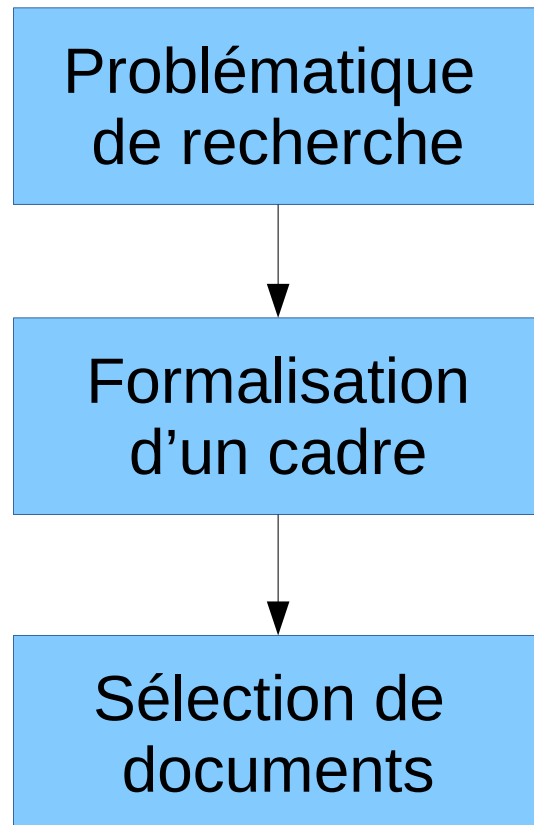 Problématique
de recherche
Formalisation
d’un cadre
Sélection de
documents